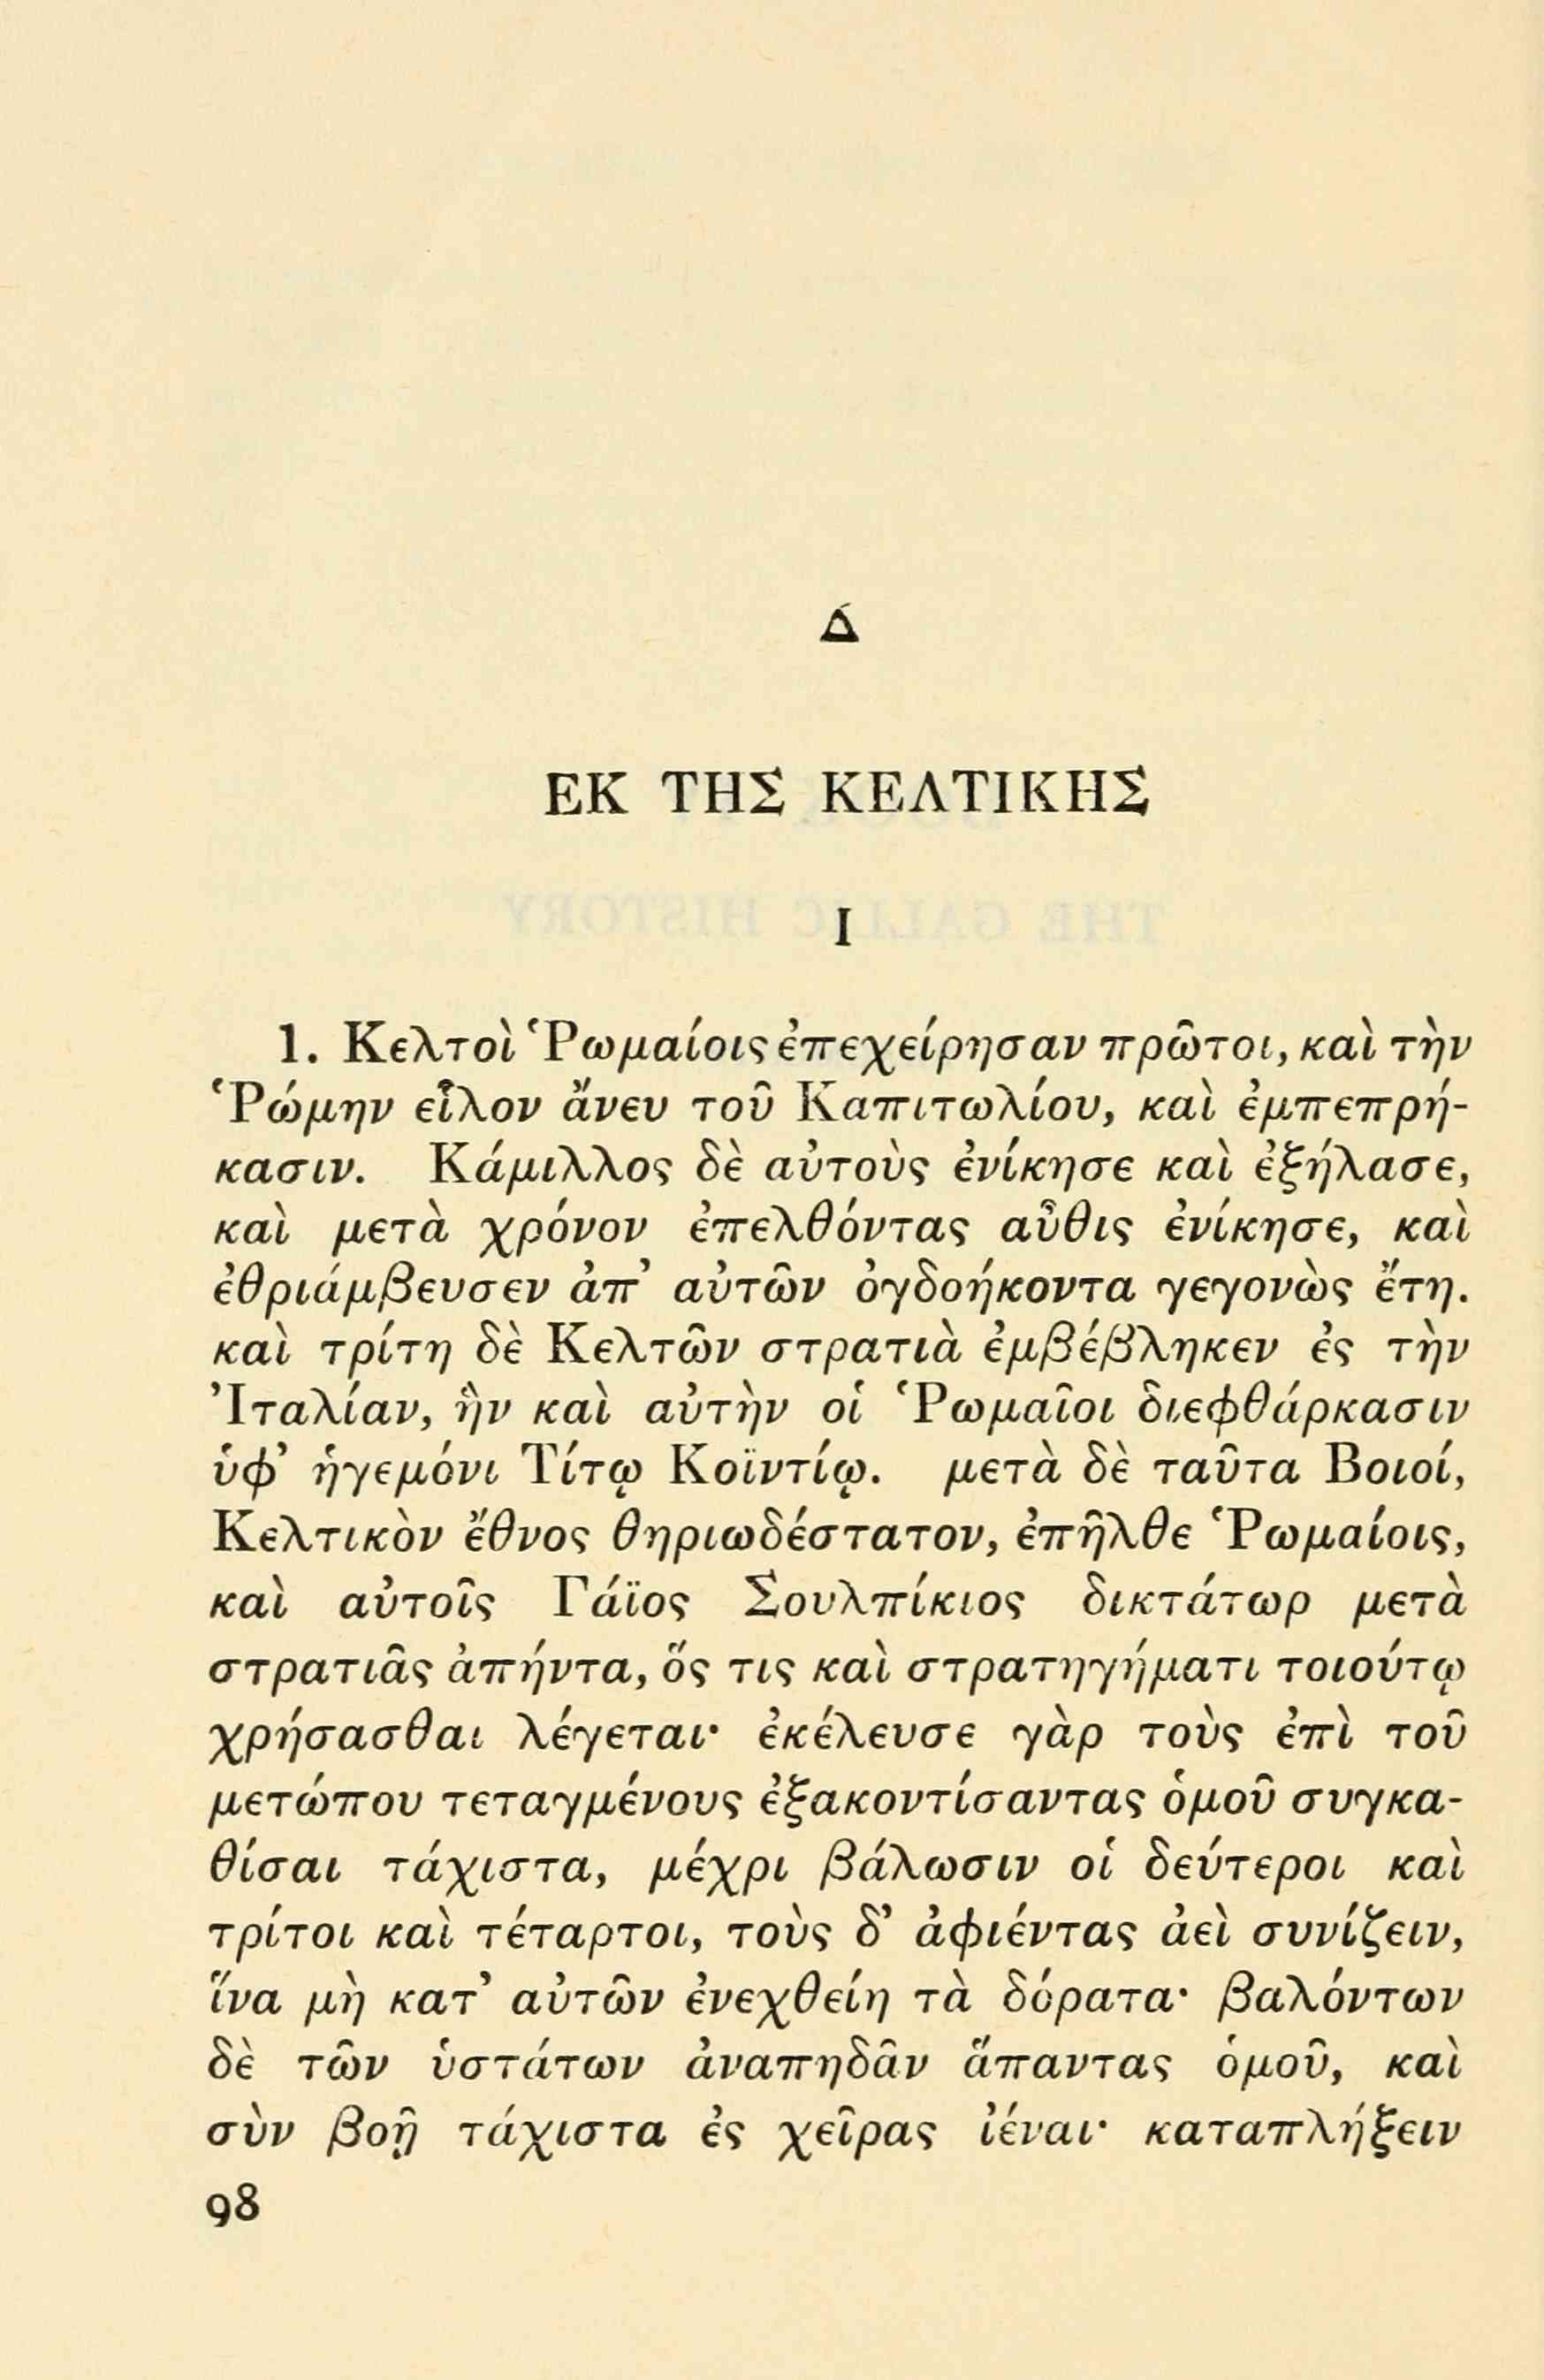 Δ
ΕΚ ΤΗΣ ΚΕΛΤΙΚΗΣ
I
1. Κελτοὶ Ῥωμαίοις ἐπεχείρησαν πρῶτοι, καὶ τὴν
Ῥώμην εἷλον ἄνευ τοῦ Καπιτωλίου, καὶ ἐμπεπρή-
κασιν. Κάμιλλος δὲ αὐτοὺς ἐνίκησε καὶ ἐξήλασε,
καὶ μετὰ χρόνον ἐπελθόντας αὖθις ἐνίκησε, καὶ
ἐθριάμβευσεν ἀπ’ αὐτῶν ὀγδοήκοντα γεγονὼς ἔτη.
καὶ τρίτη δὲ Κελτῶν στρατιὰ ἐμβέβληκεν ἐς τὴν
Ἰταλίαν, ἣν καὶ αὐτὴν οἱ Ῥωμαῖοι διεφθάρκασιν
ὑφ’ ἡγεμόνι Τίτῳ Κοϊντίῳ. μετὰ δὲ ταῦτα Βοιοί,
Κελτικὸν ἔθνος θηριωδέστατον, ἐπῆλθε Ῥωμαίοις,
καὶ αὐτοῖς Γάϊος Σουλπίκιος δικτάτωρ μετὰ
στρατιᾶς ἀπήντα, ὅς τις καὶ στρατηγήματι τοιούτῳ
χρήσασθαι λέγεται· ἐκέλευσε γὰρ τοὺς ἐπὶ τοῦ
μετώπου τεταγμένους ἐξακοντίσαντας ὁμοῦ συγκα-
θίσαι τάχιστα, μέχρι βάλωσιν οἱ δεύτεροι καὶ
τρίτοι καὶ τέταρτοι, τοὺς δ’ ἀφιέντας ἀεὶ συνίζειν,
ἵνα μὴ κατ’ αὐτῶν ἐνεχθείη τὰ δόρατα· βαλόντων
δὲ τῶν ὑστάτων ἀναπηδᾶν ἅπαντας ὁμοῦ, καὶ
σὺν βοῇ τάχιστα ἐς χεῖρας ἰέναι· καταπλήξειν
98